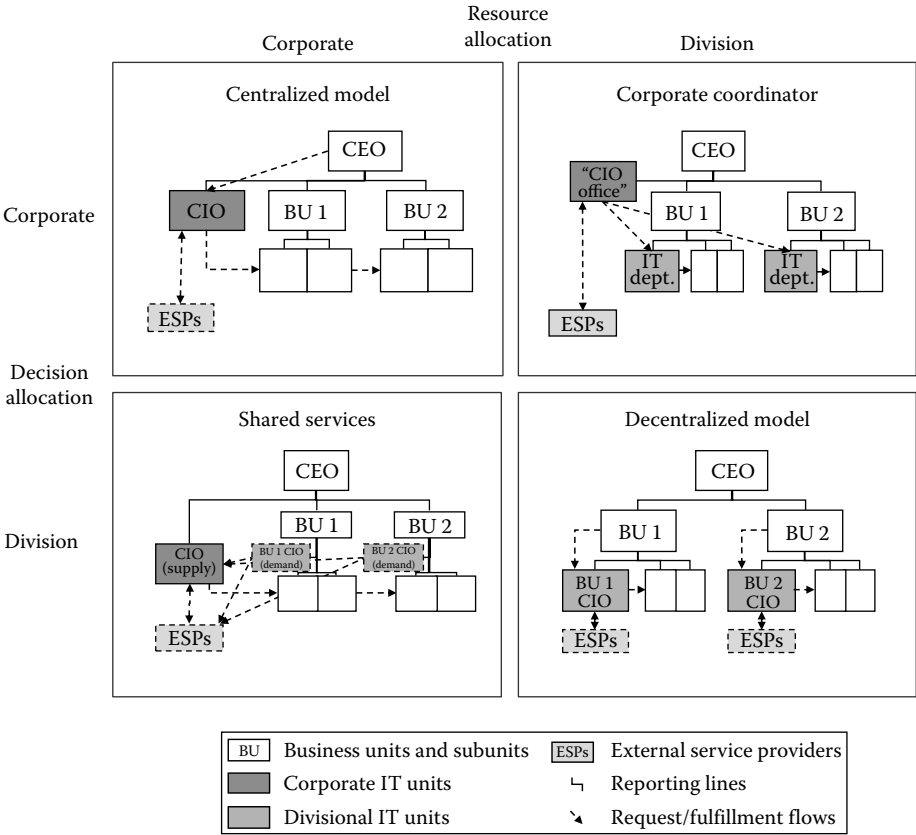 Resource
allocation
Corporate
Division
Centralized model
CEO
CIO
BU 1
BU 2
ESPs
Corporate coordinator
CEO
“CIO
office”
BU 1
BU 2
IT
dept.
IT
dept.
ESPs
Corporate
Decision
allocation
Division
Shared services
CEO
BU 1
BU 2
CIO
(supply)
BU 1 CIO
(demand)
BU 2 CIO
(demand)
ESPs
Decentralized model
CEO
BU 1
BU 2
BU 1
CIO
BU 2
CIO
ESPs
ESPs
BU Business units and subunits
ESPs External service providers
Corporate IT units
Reporting lines
Divisional IT units
Request/fulfillment flows